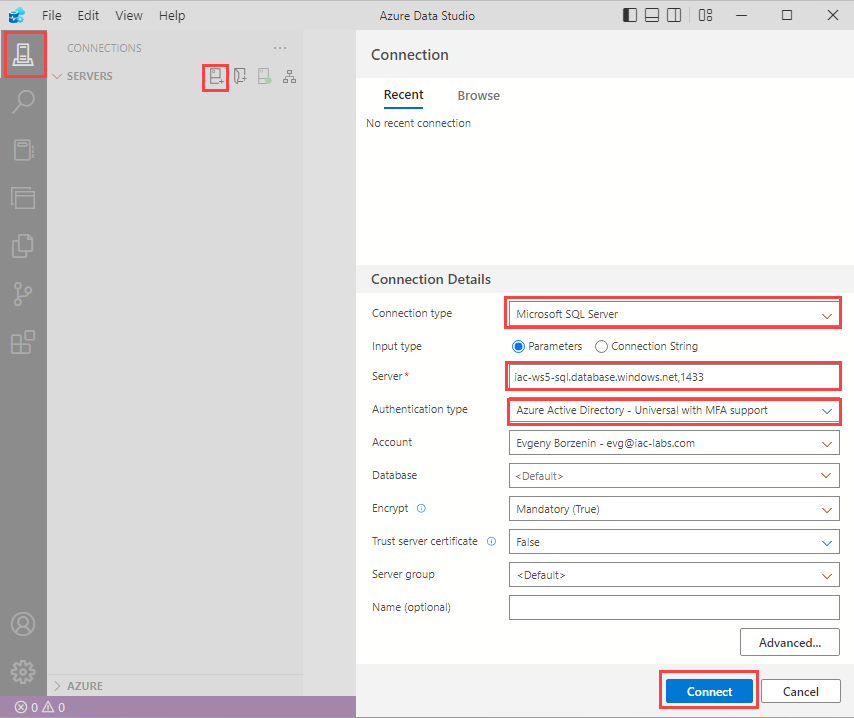 File Edit View Help Azure Data Studio
CONNECTIONS
SERVERS
Connection
Recent Browse
No recent connection
Connection Details
Connection type Microsoft SQL Server
Input type Parameters Connection String
Server* iac-ws5-sql.database.windows.net,1433
Authentication type Azure Active Directory - Universal with MFA support
Account Evgeny Borzenin - evg@iac-labs.com
Database <Default>
Encrypt Mandatory (True)
Trust server certificate False
Server group <Default>
Name (optional)
Advanced...
AZURE
Connect Cancel
0 0